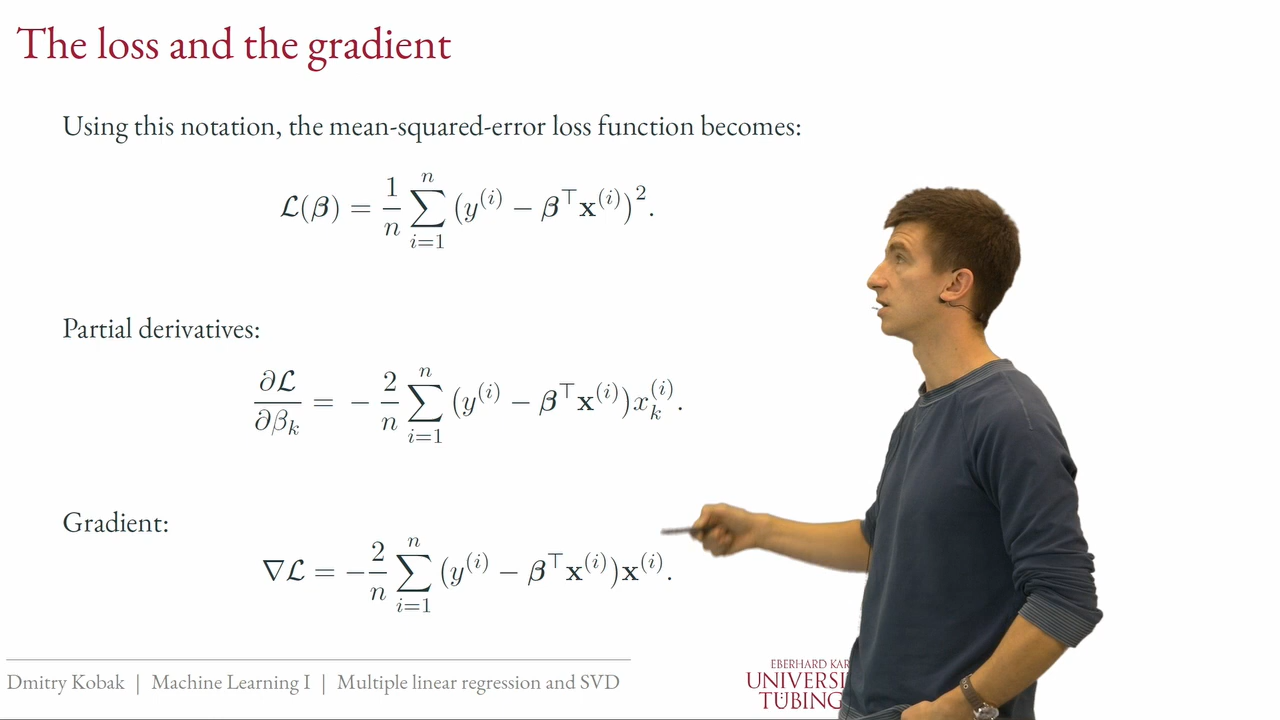 The loss and the gradient
Using this notation, the mean-squared-error loss function becomes:
ℒ(β) = 1/n ∑_{i=1}^{n} (y^{(i)} − β^⊤ x^{(i)})^2.
Partial derivatives:
∂ℒ/∂β_k = − 2/n ∑_{i=1}^{n} (y^{(i)} − β^⊤ x^{(i)}) x_k^{(i)}.
Gradient:
∇ℒ = − 2/n ∑_{i=1}^{n} (y^{(i)} − β^⊤ x^{(i)}) x^{(i)}.
Dmitry Kobak | Machine Learning I | Multiple linear regression and SVD
EBERHARD KAR
UNIVERSI
TÜBING